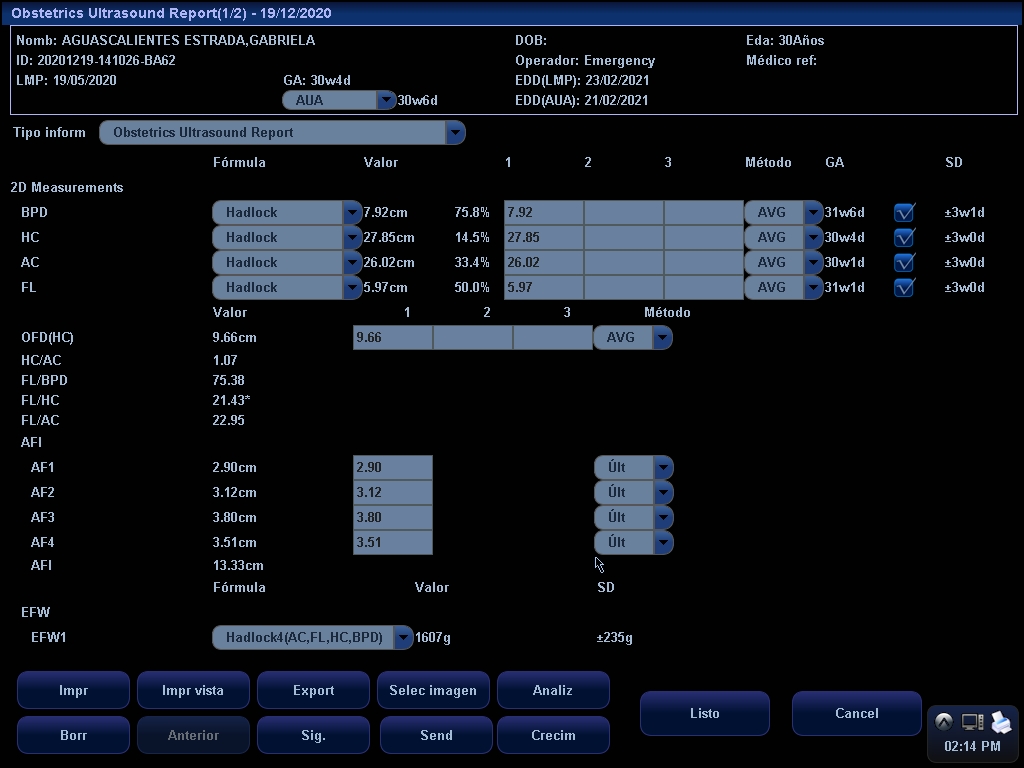 Obstetrics Ultrasound Report(1/2) - 19/12/2020
Nomb: AGUASCALIENTES ESTRADA,GABRIELA DOB: Eda: 30Años
ID: 20201219-141026-BA62 Operador: Emergency Médico ref:
LMP: 19/05/2020 GA: 30w4d EDD(LMP): 23/02/2021
AUA 30w6d EDD(AUA): 21/02/2021
Tipo inform Obstetrics Ultrasound Report
Fórmula Valor 1 2 3 Método GA SD
2D Measurements
BPD Hadlock 7.92cm 75.8% 7.92 AVG 31w6d ±3w1d
HC Hadlock 27.85cm 14.5% 27.85 AVG 30w4d ±3w0d
AC Hadlock 26.02cm 33.4% 26.02 AVG 30w1d ±3w0d
FL Hadlock 5.97cm 50.0% 5.97 AVG 31w1d ±3w0d
Valor 1 2 3 Método
OFD(HC) 9.66cm 9.66 AVG
HC/AC 1.07
FL/BPD 75.38
FL/HC 21.43*
FL/AC 22.95
AFI
AF1 2.90cm 2.90 Últ
AF2 3.12cm 3.12 Últ
AF3 3.80cm 3.80 Últ
AF4 3.51cm 3.51 Últ
AFI 13.33cm
Fórmula Valor SD
EFW
EFW1 Hadlock4(AC,FL,HC,BPD) 1607g ±235g
Impr Impr vista Export Selec imagen Analiz
Listo Cancel
Borr Anterior Sig. Send Crecim
02:14 PM